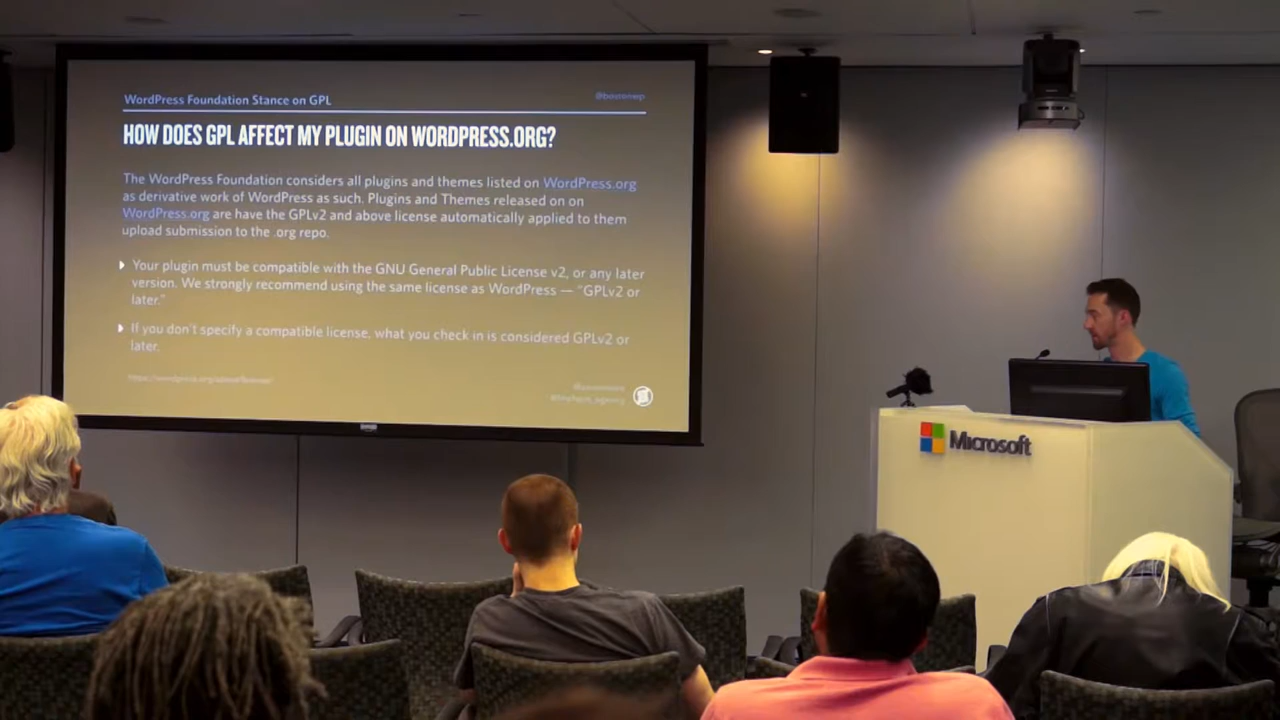 WordPress Foundation Stance on GPL
HOW DOES GPL AFFECT MY PLUGIN ON WORDPRESS.ORG?
The WordPress Foundation considers all plugins and themes listed on WordPress.org
as derivative work of WordPress as such. Plugins and Themes released on on
WordPress.org are have the GPLv2 and above license automatically applied to them
upload submission to the .org repo.
Your plugin must be compatible with the GNU General Public License v2, or any later
version. We strongly recommend using the same license as WordPress — "GPLv2 or
later."
If you don't specify a compatible license, what you check in is considered GPLv2 or
later.
Microsoft